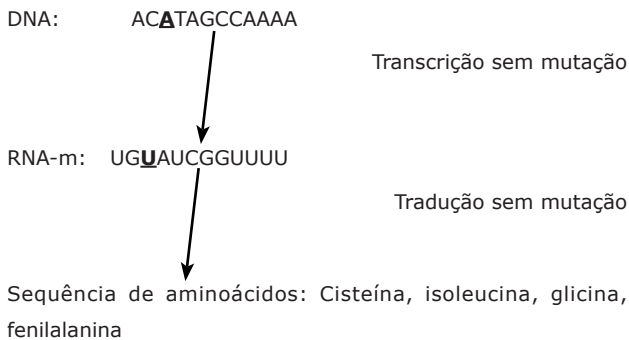 DNA: ACATAGCCAAAA
Transcrição sem mutação
RNA-m: UGUAUCGGUUUU
Tradução sem mutação
Sequência de aminoácidos: Cisteína, isoleucina, glicina,
fenilalanina